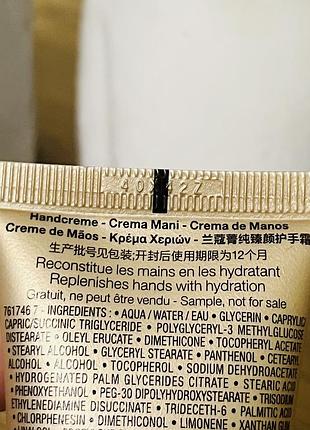 40X427
Handcreme - Crema Mani - Crema de Manos
Creme de Mãos - Κρέμα Χεριών - 兰蔻菁纯臻颜护手霜
生产批号见包装;开封后使用期限为12个月
Reconstitue les mains en les hydratant
Replenishes hands with hydration
Gratuit, ne peut être vendu - Sample, not for sale
761746 7 - INGREDIENTS : • AQUA / WATER / EAU • GLYCERIN • CAPRYLIC/
CAPRIC/SUCCINIC TRIGLYCERIDE • POLYGLYCERYL-3 METHYLGLUCOSE
DISTEARATE • OLEYL ERUCATE • DIMETHICONE • TOCOPHERYL ACETATE
• STEARYL ALCOHOL • GLYCERYL STEARATE • PANTHENOL • CETEARYL
ALCOHOL • ALCOHOL • TOCOPHEROL • SODIUM DEHYDROACETATE
HYDROGENATED PALM GLYCERIDES CITRATE • STEARIC ACID
• PHENOXYETHANOL • PEG-30 DIPOLYHYDROXYSTEARATE • TRISODIUM
ETHYLENEDIAMINE DISUCCINATE • TRIDECETH-6 • PALMITIC ACID
• CHLORPHENESIN • DIMETHICONOL • LIMONENE • XANTHAN GUM